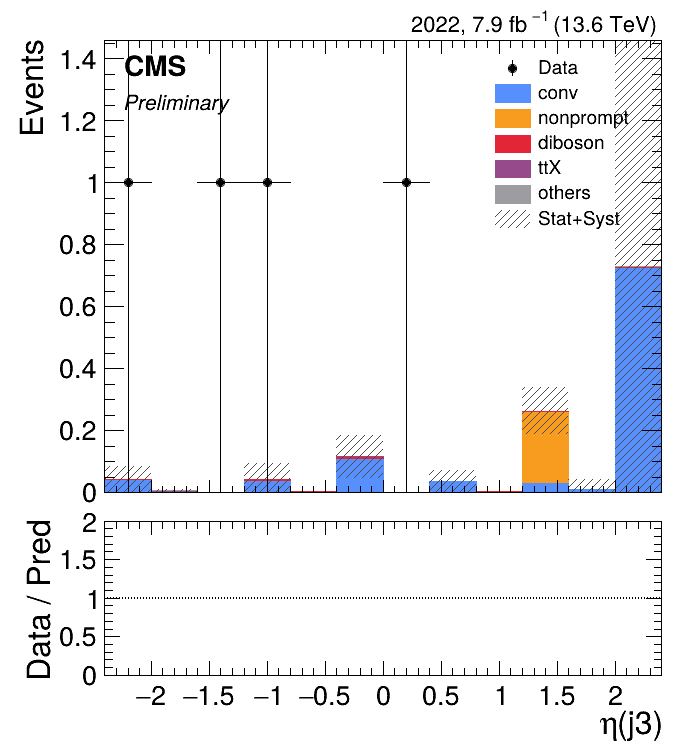 2022, 7.9 fb⁻¹ (13.6 TeV)
Events
CMS
Preliminary
Data
conv
nonprompt
diboson
ttX
others
Stat+Syst
1.4
1.2
1
0.8
0.6
0.4
0.2
0
Data / Pred
2
1.5
1
0.5
0
−2 −1.5 −1 −0.5 0 0.5 1 1.5 2
η(j3)